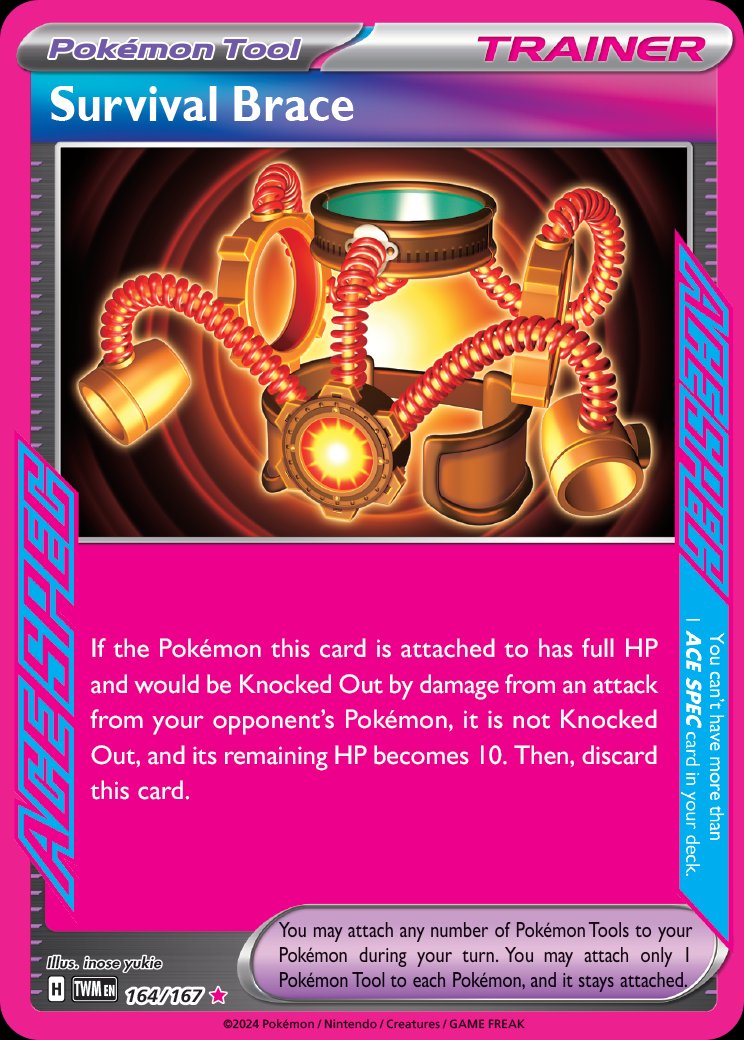 Pokémon Tool
TRAINER
Survival Brace
ACE SPEC
ACE SPEC
If the Pokémon this card is attached to has full HP
and would be Knocked Out by damage from an attack
from your opponent's Pokémon, it is not Knocked
Out, and its remaining HP becomes 10. Then, discard
this card.
You can't have more than
1 ACE SPEC card in your deck.
You may attach any number of Pokémon Tools to your
Pokémon during your turn. You may attach only 1
Pokémon Tool to each Pokémon, and it stays attached.
Illus. inose yukie
H TWM EN 164/167
©2024 Pokémon / Nintendo / Creatures / GAME FREAK